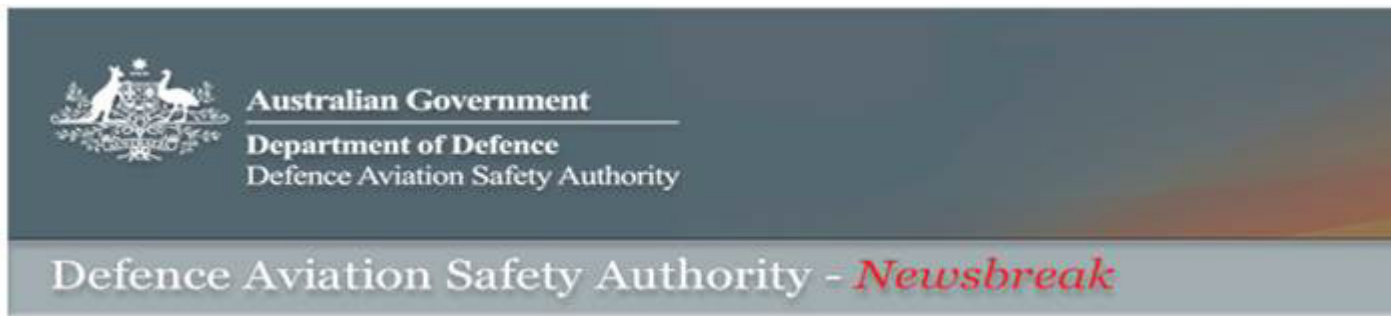 Australian Government
Department of Defence
Defence Aviation Safety Authority
Defence Aviation Safety Authority - Newsbreak